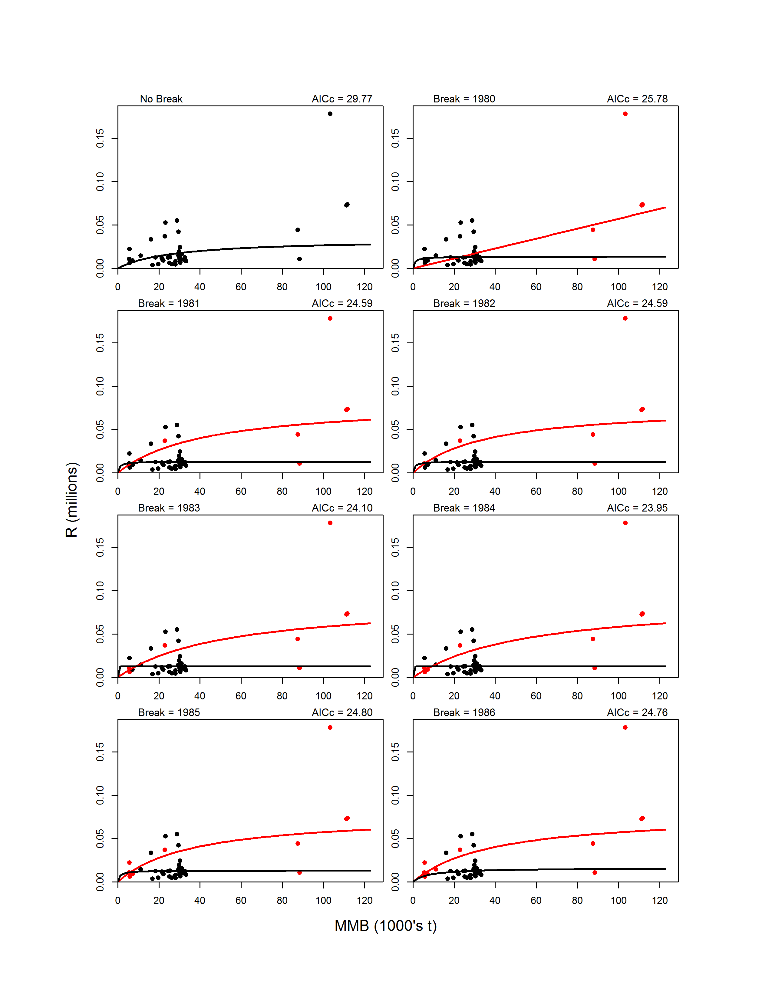 No Break AICc = 29.77
0.00 0.05 0.10 0.15
0 20 40 60 80 100 120
Break = 1980 AICc = 25.78
0.00 0.05 0.10 0.15
0 20 40 60 80 100 120
Break = 1981 AICc = 24.59
0.00 0.05 0.10 0.15
0 20 40 60 80 100 120
Break = 1982 AICc = 24.59
0.00 0.05 0.10 0.15
0 20 40 60 80 100 120
Break = 1983 AICc = 24.10
0.00 0.05 0.10 0.15
0 20 40 60 80 100 120
Break = 1984 AICc = 23.95
0.00 0.05 0.10 0.15
0 20 40 60 80 100 120
Break = 1985 AICc = 24.80
0.00 0.05 0.10 0.15
0 20 40 60 80 100 120
Break = 1986 AICc = 24.76
0.00 0.05 0.10 0.15
0 20 40 60 80 100 120
R (millions)
MMB (1000's t)